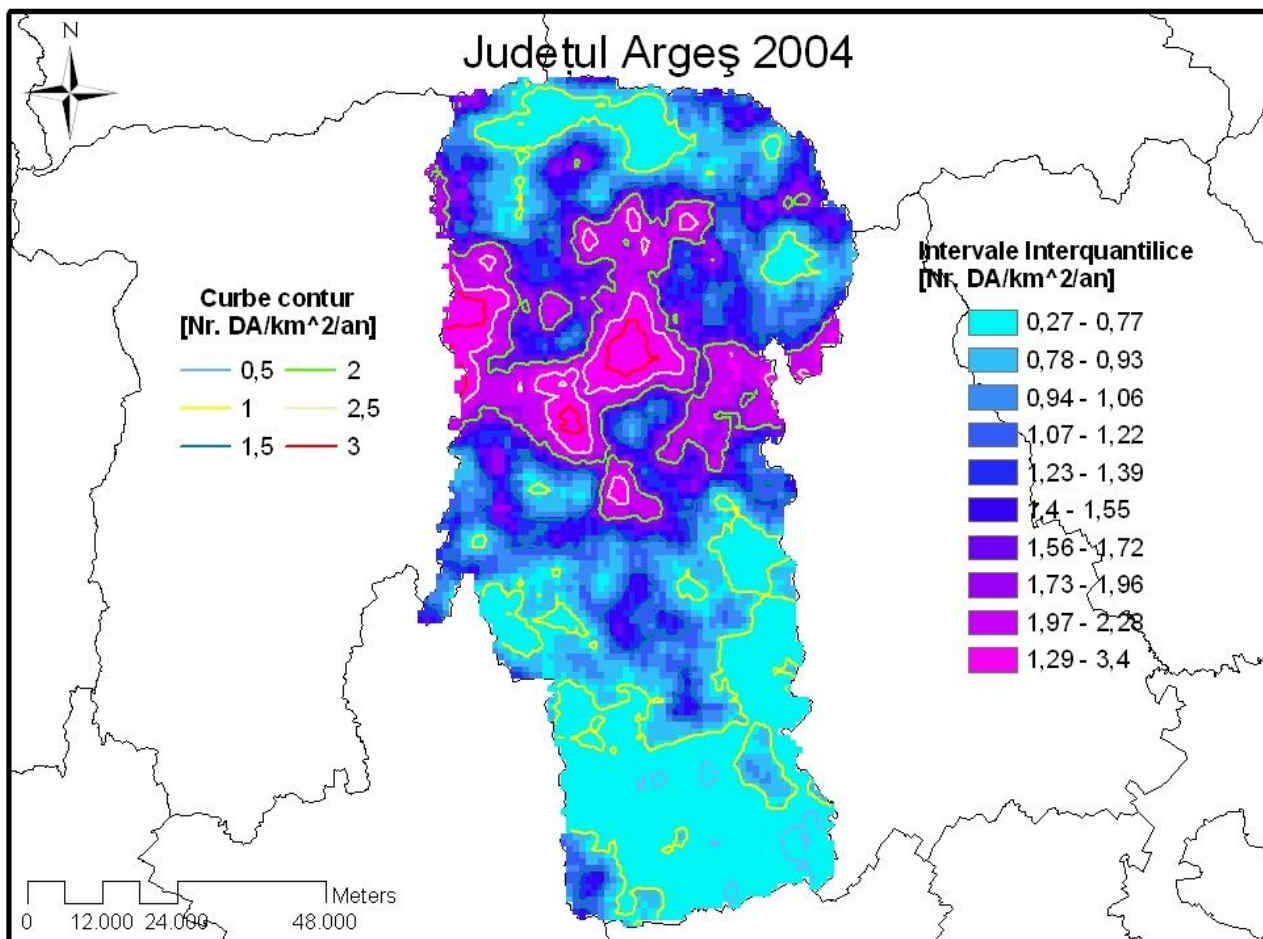 N
Județul Argeş 2004
Curbe contur
[Nr. DA/km^2/an]
0,5 2
1 2,5
1,5 3
Intervale Interquantilice
[Nr. DA/km^2/an]
0,27 - 0,77
0,78 - 0,93
0,94 - 1,06
1,07 - 1,22
1,23 - 1,39
1,4 - 1,55
1,56 - 1,72
1,73 - 1,96
1,97 - 2,28
1,29 - 3,4
Meters
0 12.000 24.000 48.000